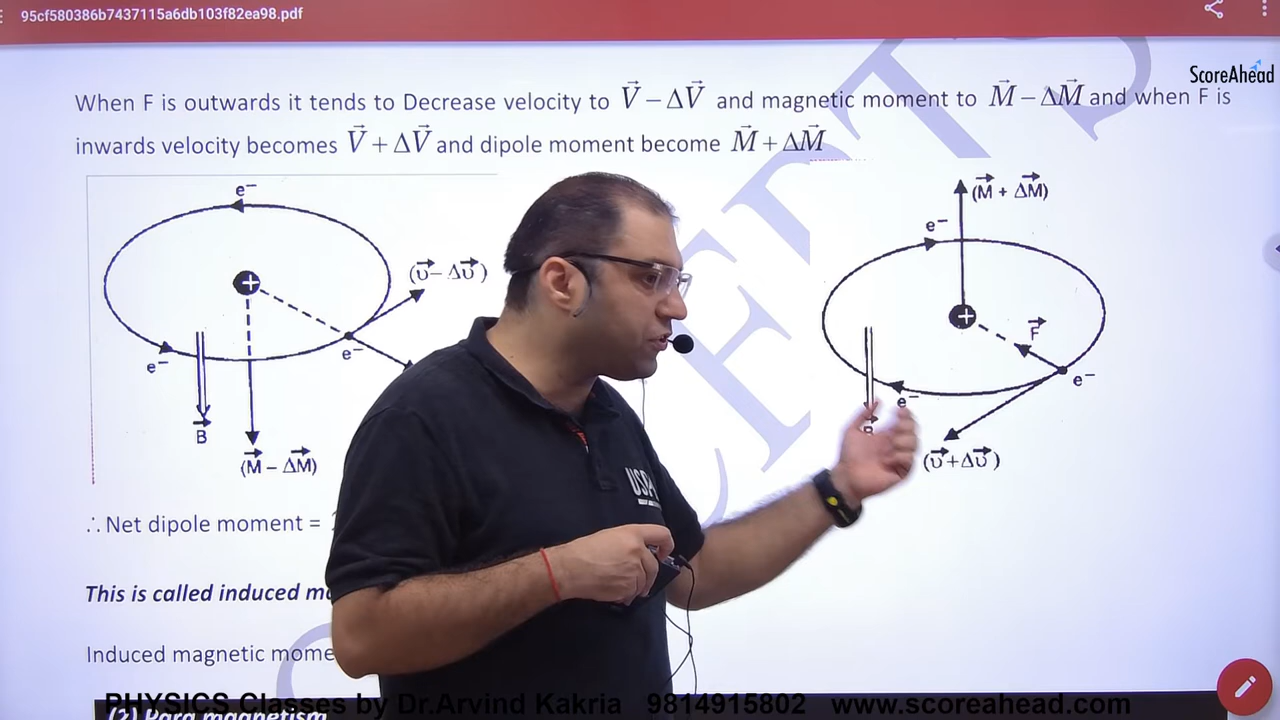 95cf580386b7437115a6db103f82ea98.pdf
ScoreAhead
When F is outwards it tends to Decrease velocity to V⃗ − ΔV⃗ and magnetic moment to M⃗ − ΔM⃗ and when F is
inwards velocity becomes V⃗ + ΔV⃗ and dipole moment become M⃗ + ΔM⃗
e⁻
(υ⃗ − Δυ⃗)
e⁻
e⁻
B⃗
(M⃗ − ΔM⃗)
(M⃗ + ΔM⃗)
e⁻
F⃗
e⁻
e⁻
(υ⃗+Δυ⃗)
∴ Net dipole moment =
This is called induced
Induced magnetic
PHYSICS Classes by Dr.Arvind Kakria 9814915802 www.scoreahead.com
(2) Para magnetism